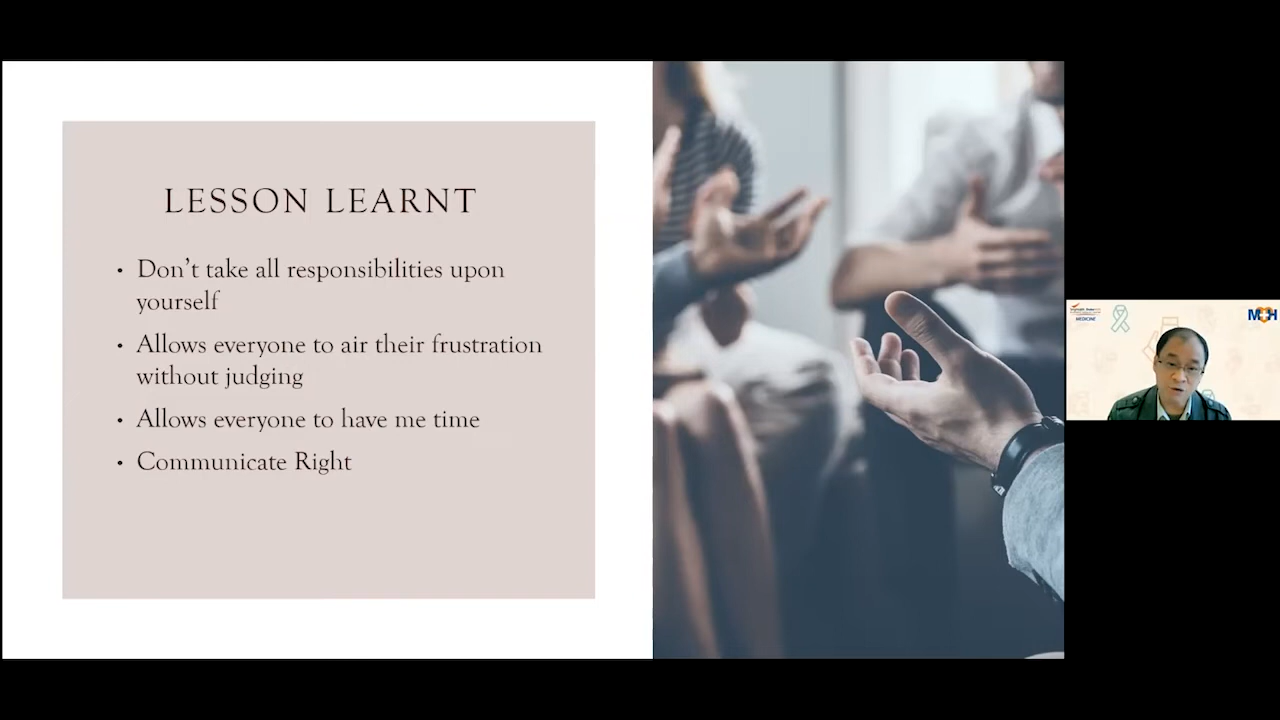 LESSON LEARNT
• Don't take all responsibilities upon
yourself
• Allows everyone to air their frustration
without judging
• Allows everyone to have me time
• Communicate Right
MEDICINE